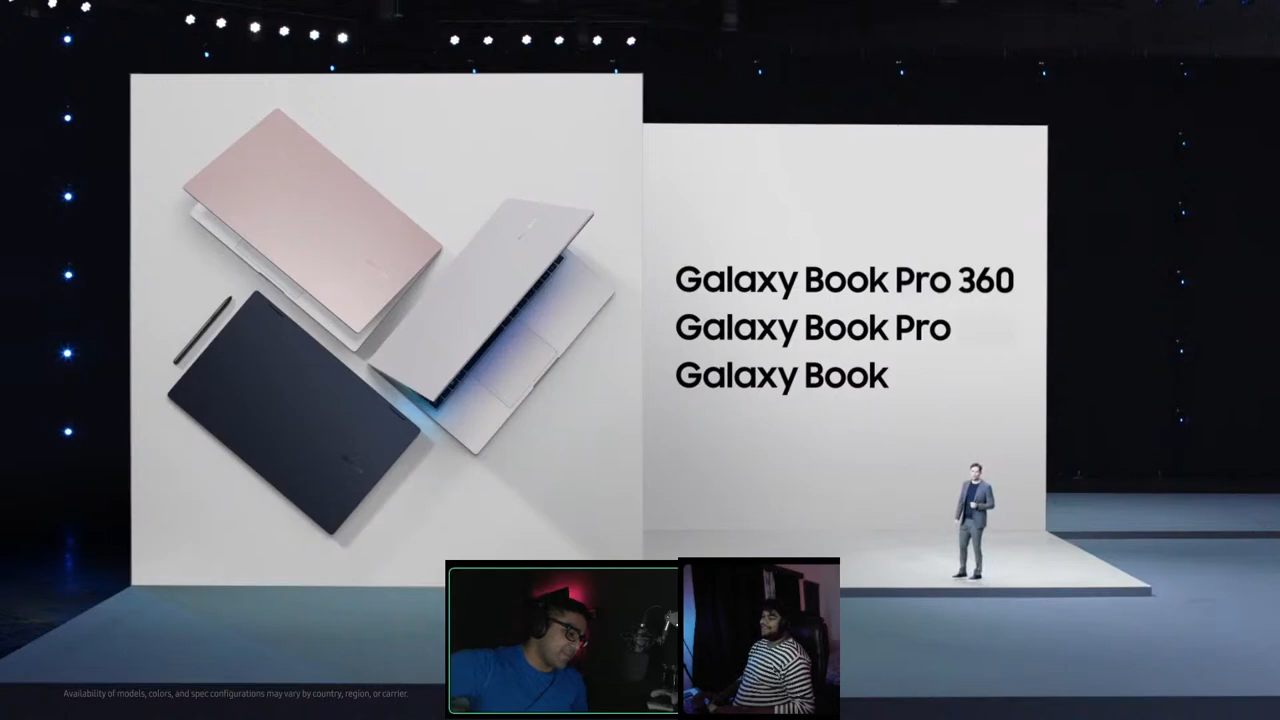 Galaxy Book Pro 360
Galaxy Book Pro
Galaxy Book
Availability of models, colors, and spec configurations may vary by country, region, or carrier.